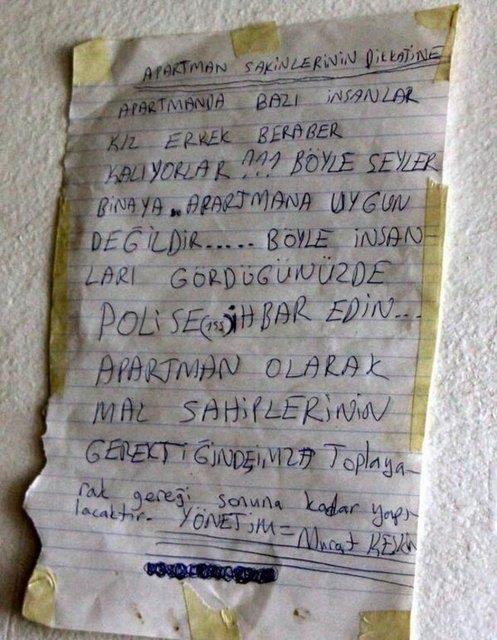 APARTMAN SAKİNLERİNİN DİKKATİNE
APARTMANDA BAZI İNSANLAR
KIZ ERKEK BERABER
KALIYORLAR !!! BÖYLE ŞEYLER
BİNAYA .. APARTMANA UYGUN
DEĞİLDİR..... BÖYLE İNSAN-
LARI GÖRDÜĞÜNÜZDE
POLİSE (155) İHBAR EDİN...
APARTMAN OLARAK
MAL SAHİPLERİNİN
GEREKTİĞİNDE İMZA Toplaya-
rak gereği sonuna kadar yapı-
lacaktır. YÖNETİM = Murat KESKİN